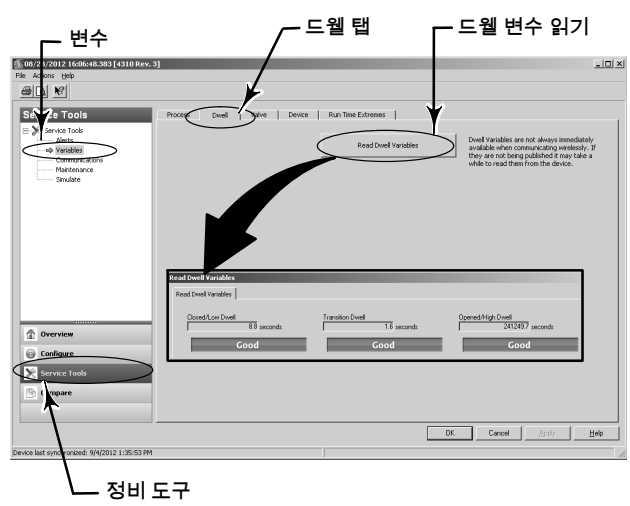 변수
드웰 탭
드웰 변수 읽기
08/23/2012 16:06:48.383 [4310 Rev. 3]
File Actions Help
Service Tools
Service Tools
Alerts
Variables
Communications
Maintenance
Simulate
Process
Dwell
Valve
Device
Run Time Extremes
Read Dwell Variables
Dwell Variables are not always immediately
available when communicating wirelessly. If
they are not being published it may take a
while to read them from the device.
Read Dwell Variables
Read Dwell Variables
Closed/Low Dwell
Transition Dwell
Opened/High Dwell
8.8 seconds
1.6 seconds
241249.7 seconds
Good
Good
Good
Overview
Configure
Service Tools
Compare
OK
Cancel
Apply
Help
Device last synchronized: 9/4/2012 1:35:53 PM
정비 도구